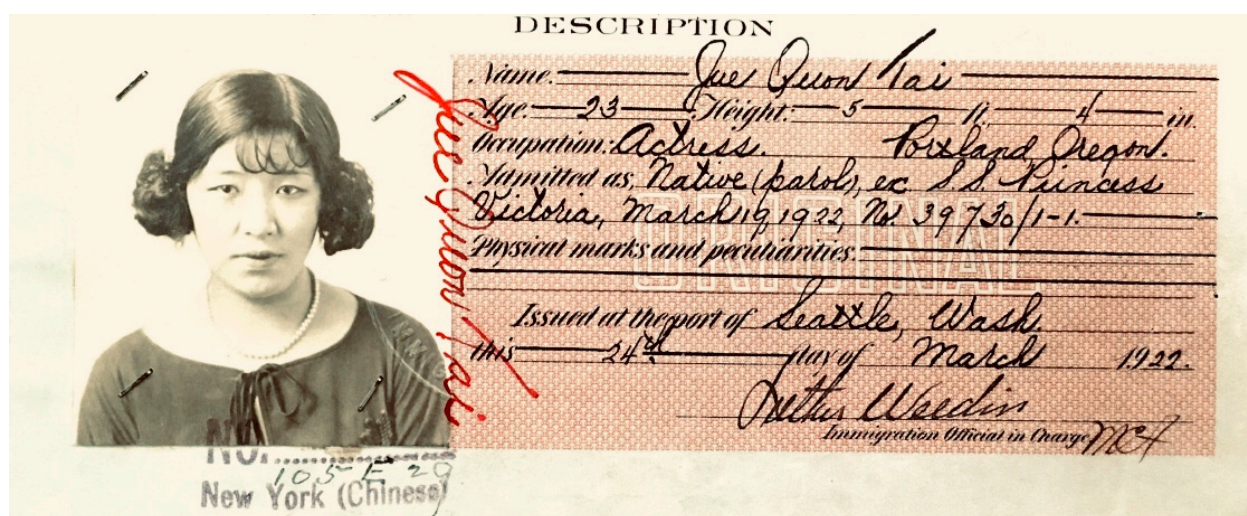 DESCRIPTION
Name. Jue Quon Tai
Age. 23 Height: 5 ft. 4 in.
Occupation: Actress. Portland, Oregon.
Admitted as, Native (parol), ex S.S. Princess
Victoria, March 19, 1922, No. 39730/1-1.
Physical marks and peculiarities.
ORIGINAL
Issued at the port of Seattle, Wash.
this 24th day of March 1922.
Luther Weedin
Immigration Official in Charge
Jue Quon Tai
NO.
New York (Chinese)